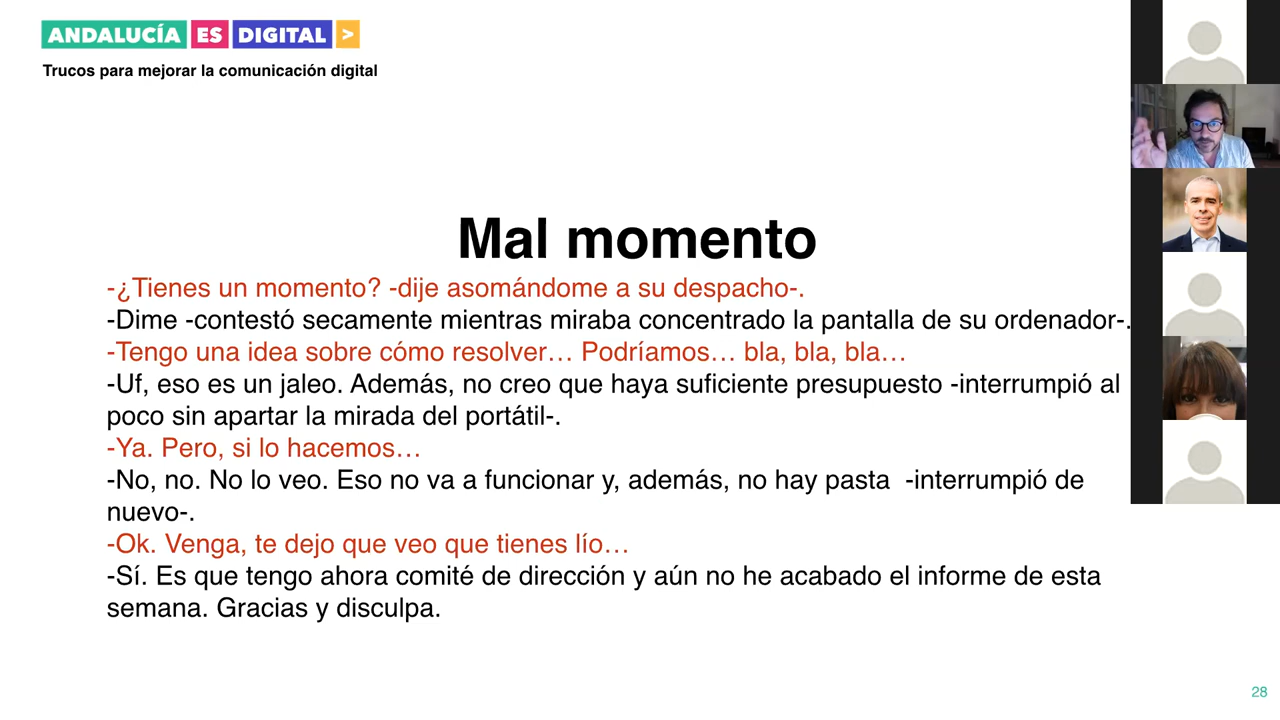 ANDALUCÍA ES DIGITAL >
Trucos para mejorar la comunicación digital
Mal momento
-¿Tienes un momento? -dije asomándome a su despacho-.
-Dime -contestó secamente mientras miraba concentrado la pantalla de su ordenador-.
-Tengo una idea sobre cómo resolver… Podríamos… bla, bla, bla…
-Uf, eso es un jaleo. Además, no creo que haya suficiente presupuesto -interrumpió al
poco sin apartar la mirada del portátil-.
-Ya. Pero, si lo hacemos…
-No, no. No lo veo. Eso no va a funcionar y, además, no hay pasta  -interrumpió de
nuevo-.
-Ok. Venga, te dejo que veo que tienes lío…
-Sí. Es que tengo ahora comité de dirección y aún no he acabado el informe de esta
semana. Gracias y disculpa.
28